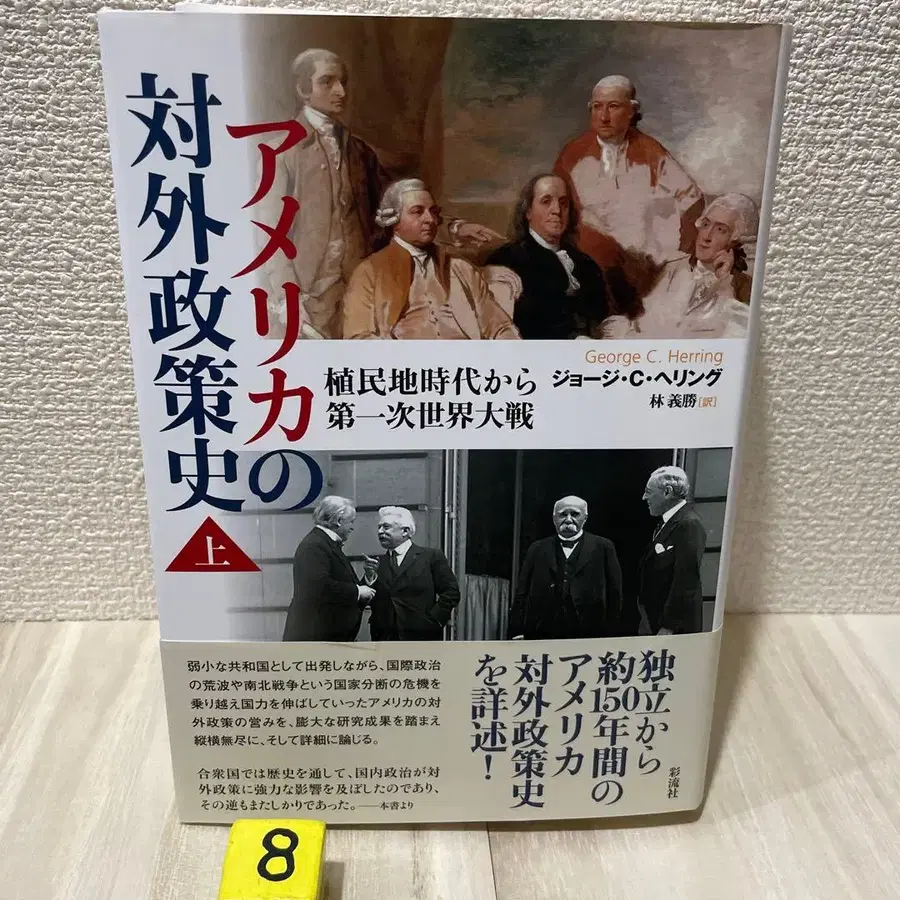 アメリカの
対外政策史
上
George C. Herring
ジョージ・C・ヘリング
林 義勝[訳]
植民地時代から
第一次世界大戦
弱小な共和国として出発しながら、国際政治
の荒波や南北戦争という国家分断の危機を
乗り越え国力を伸ばしていったアメリカの対
外政策の営みを、膨大な研究成果を踏まえ
縦横無尽に、そして詳細に論じる。
合衆国では歴史を通して、国内政治が対
外政策に強力な影響を及ぼしたのであり、
その逆もまたしかりであった。——本書より
独立から
約150年間の
アメリカ
対外政策史
を詳述！
彩流社
8